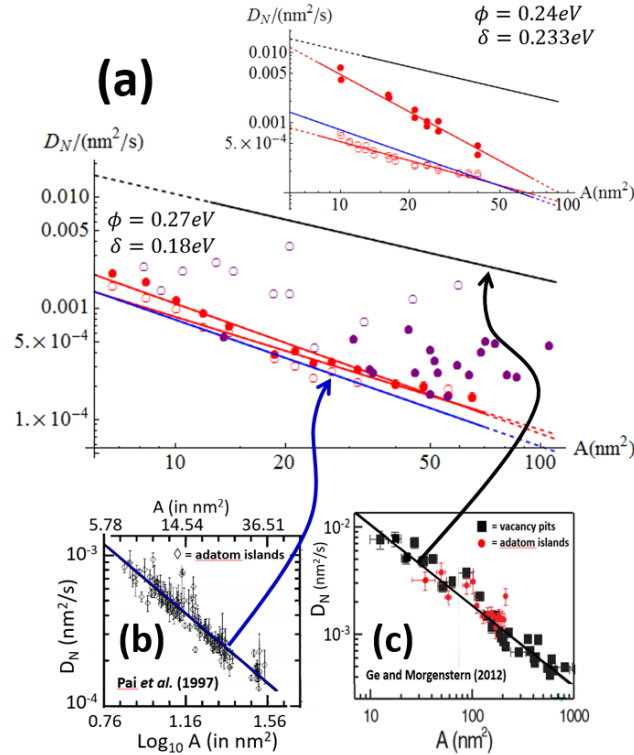 (a)
D_N/(nm²/s)
ϕ = 0.24eV
δ = 0.233eV
0.010
0.005
0.001
5.×10⁻⁴
10 20 50 100
A(nm²)
D_N/(nm²/s)
ϕ = 0.27eV
δ = 0.18eV
0.010
0.005
0.001
5.×10⁻⁴
1.×10⁻⁴
10 20 50 100
A(nm²)
A (in nm²)
5.78 14.54 36.51
10⁻³
◇ = adatom islands
D_N (nm²/s)
(b)
Pai et al. (1997)
10⁻⁴
0.76 1.16 1.56
Log₁₀ A (in nm²)
10⁻²
■ = vacancy pits
● = adatom islands
D_N (nm²/s)
(c)
10⁻³
Ge and Morgenstern (2012)
10 100 1000
A (nm²)